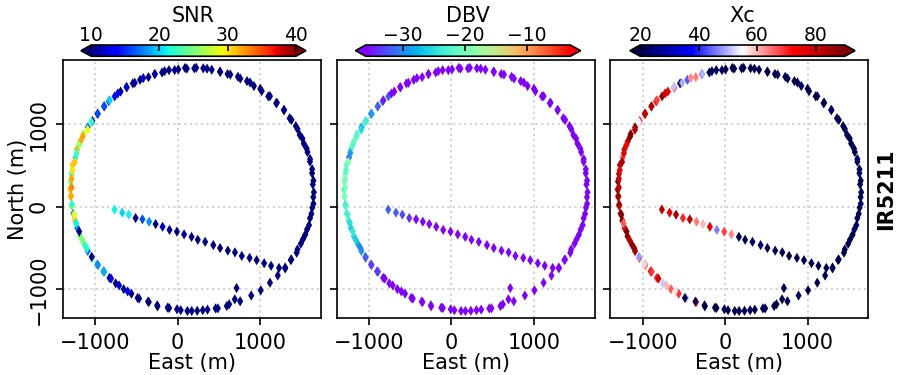 SNR DBV Xc
10 20 30 40 −30 −20 −10 20 40 60 80
1000
0
−1000
North (m)
IR5211
−1000 0 1000 −1000 0 1000 −1000 0 1000
East (m) East (m) East (m)